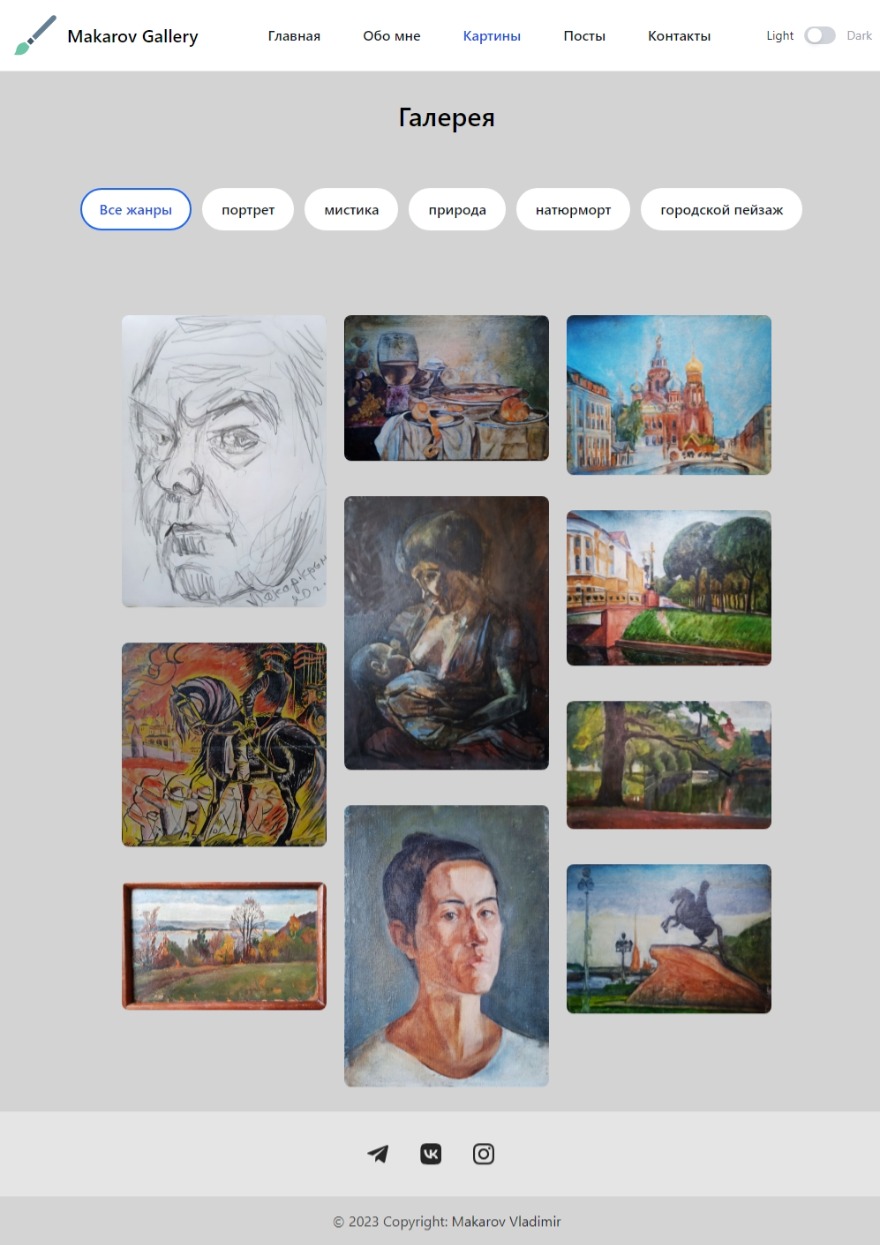 Makarov Gallery
Главная
Обо мне
Картины
Посты
Контакты
Light
Dark
Галерея
Все жанры
портрет
мистика
природа
натюрморт
городской пейзаж
© 2023 Copyright: Makarov Vladimir